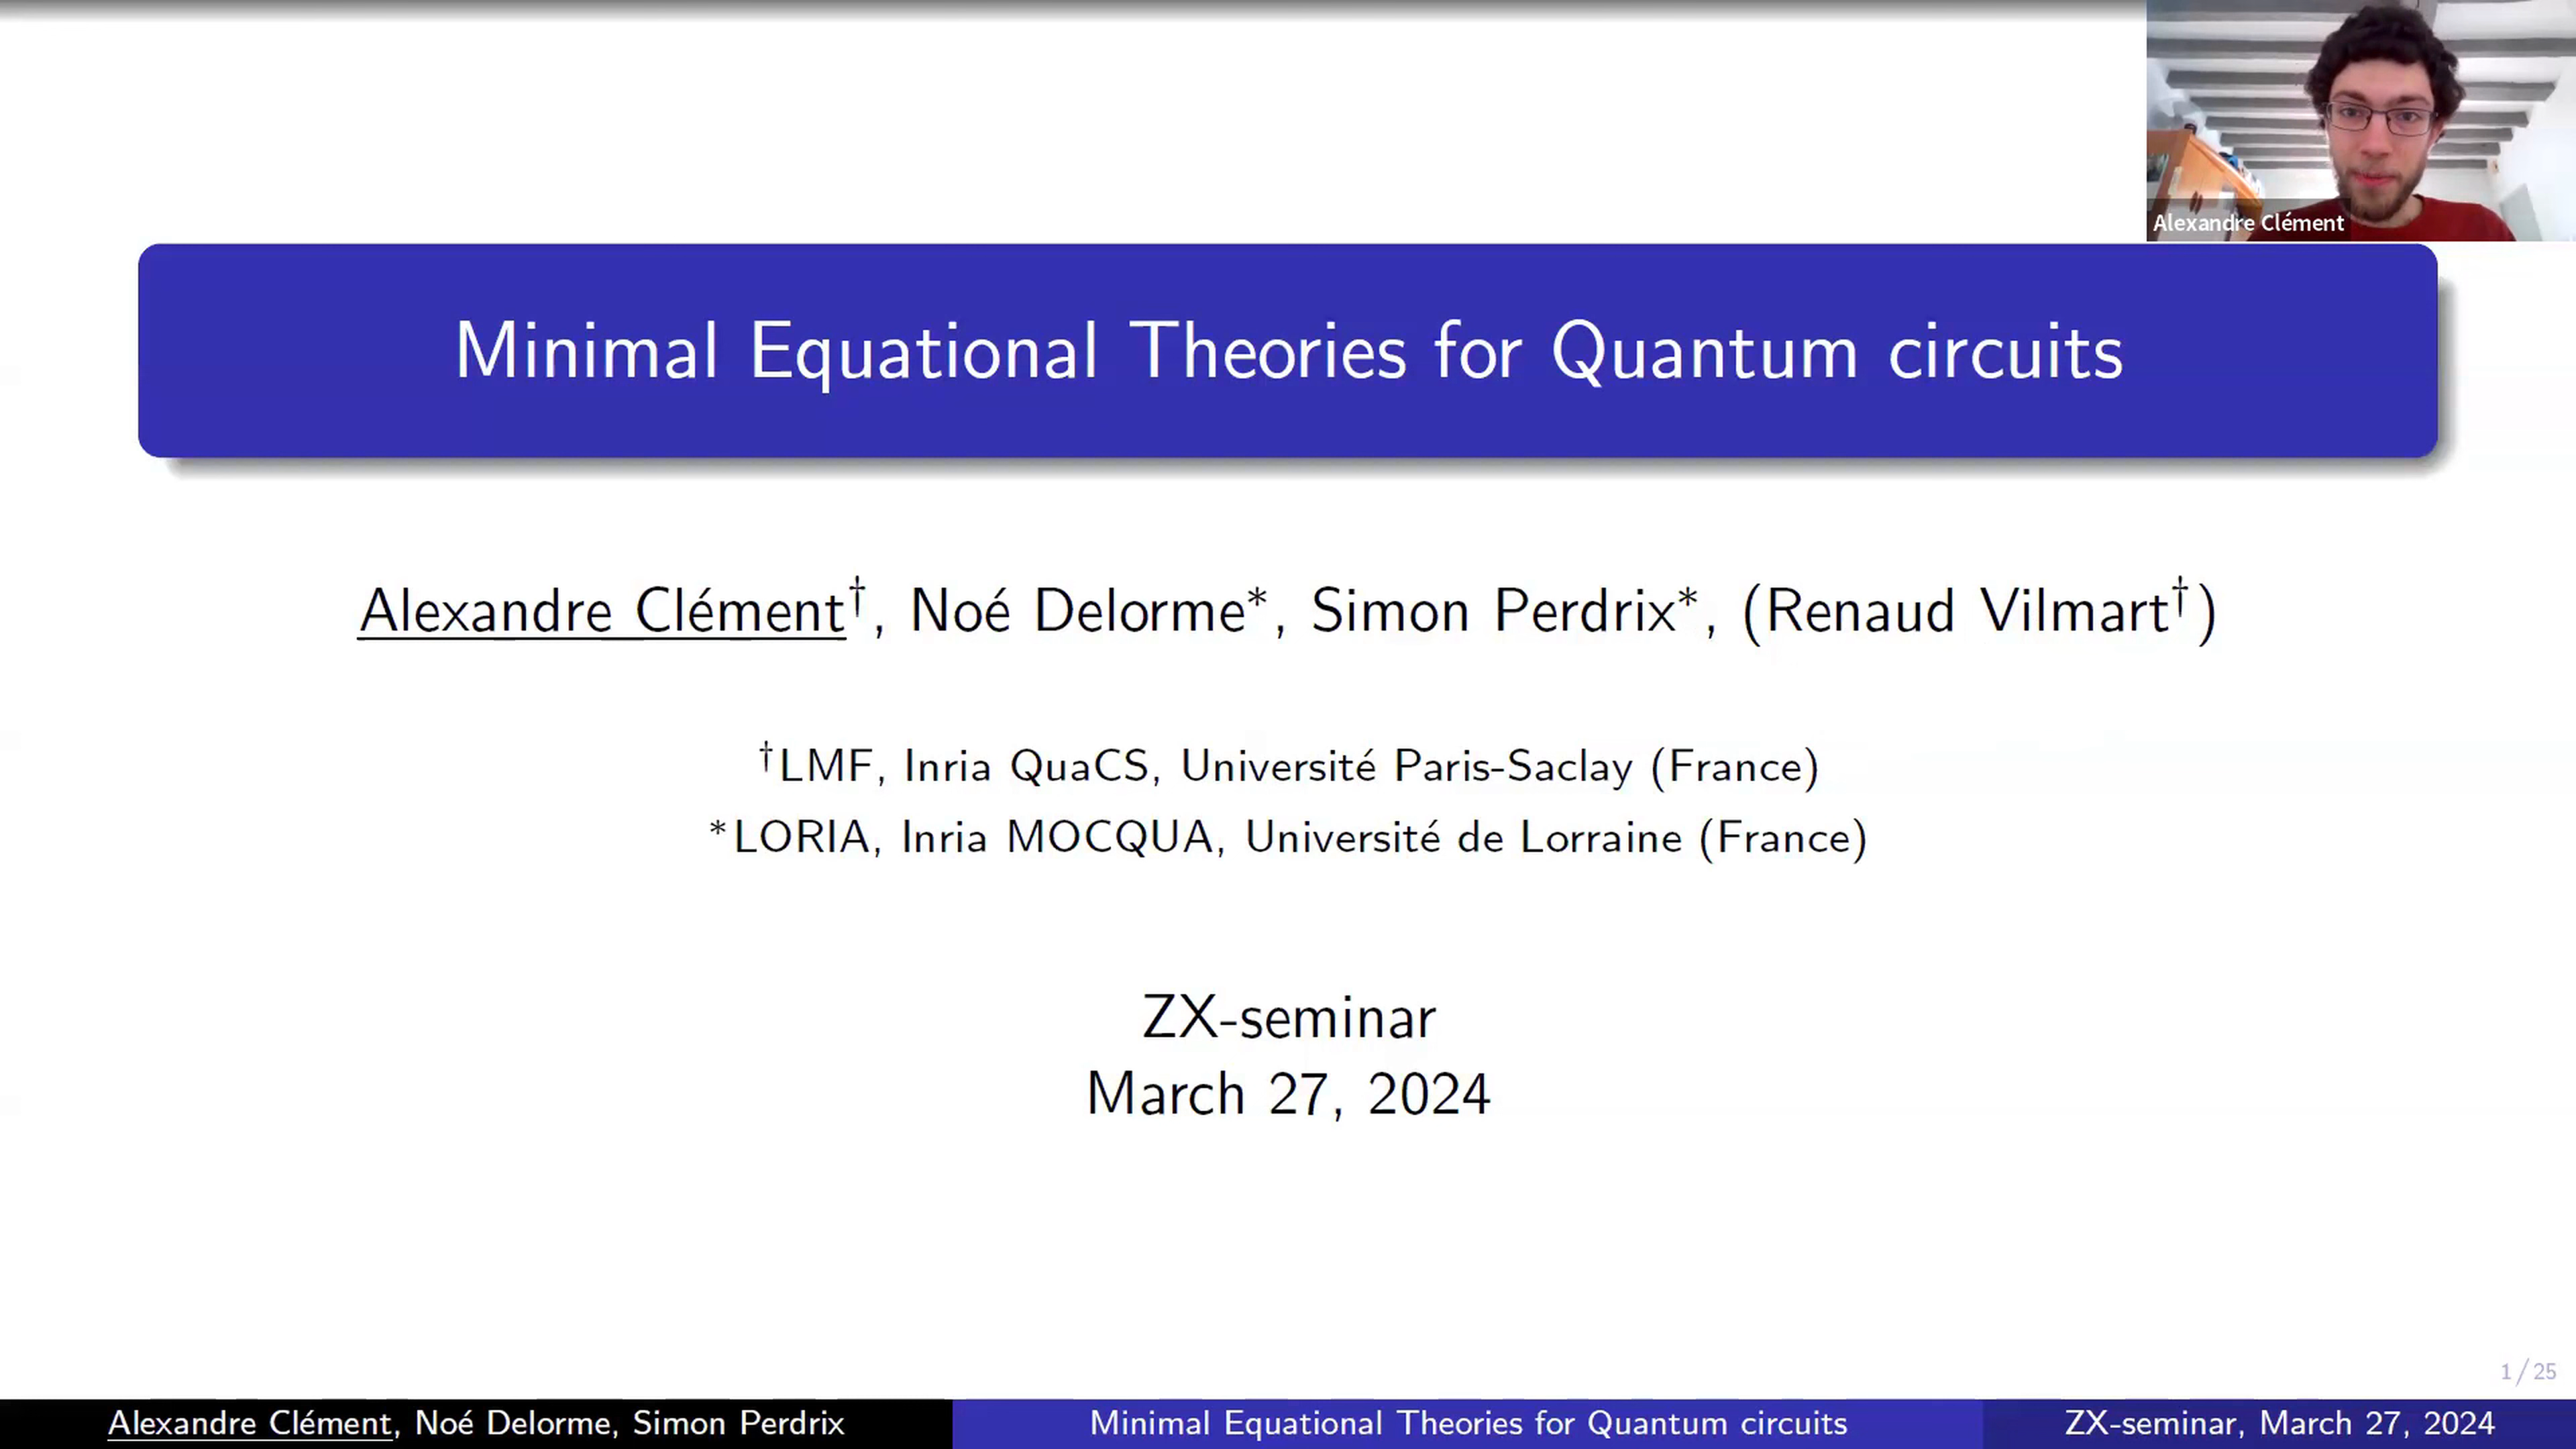 Alexandre Clément
Minimal Equational Theories for Quantum circuits
Alexandre Clément†, Noé Delorme*, Simon Perdrix*, (Renaud Vilmart†)
†LMF, Inria QuaCS, Université Paris-Saclay (France)
*LORIA, Inria MOCQUA, Université de Lorraine (France)
ZX-seminar
March 27, 2024
1 / 25
Alexandre Clément, Noé Delorme, Simon Perdrix
Minimal Equational Theories for Quantum circuits
ZX-seminar, March 27, 2024